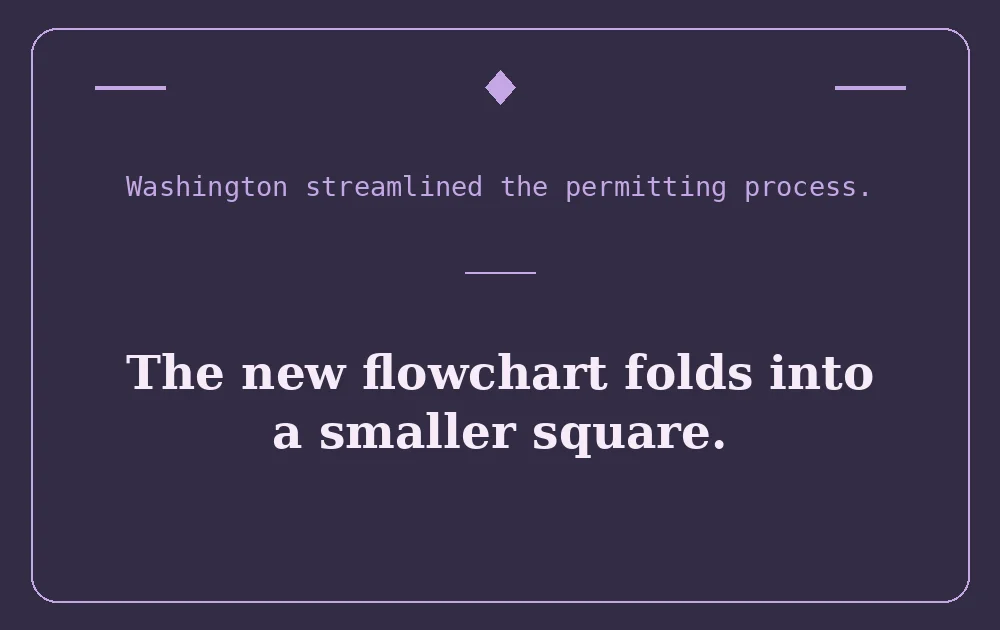 Washington streamlined the permitting process.
The new flowchart folds into
a smaller square.